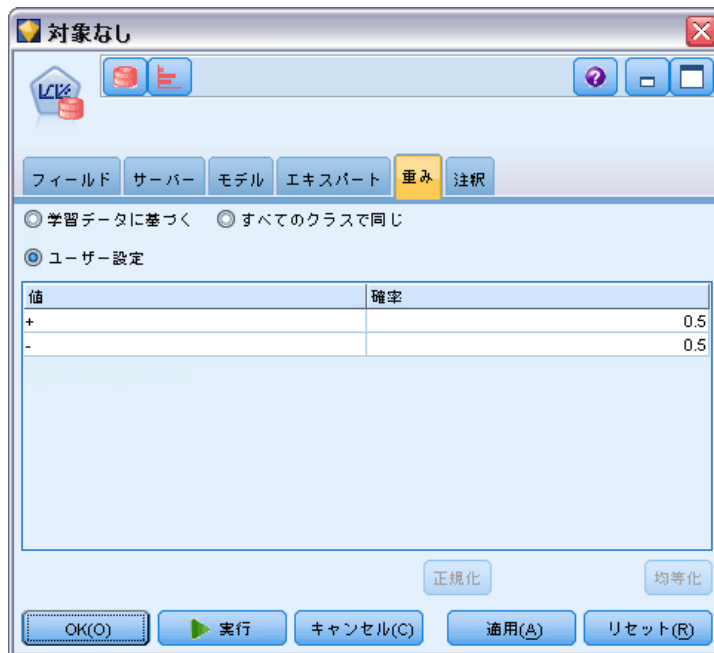 対象なし
フィールド サーバー モデル エキスパート 重み 注釈
学習データに基づく すべてのクラスで同じ
ユーザー設定
値 確率
+ 0.5
- 0.5
正規化 均等化
OK(O) 実行 キャンセル(C) 適用(A) リセット(R)